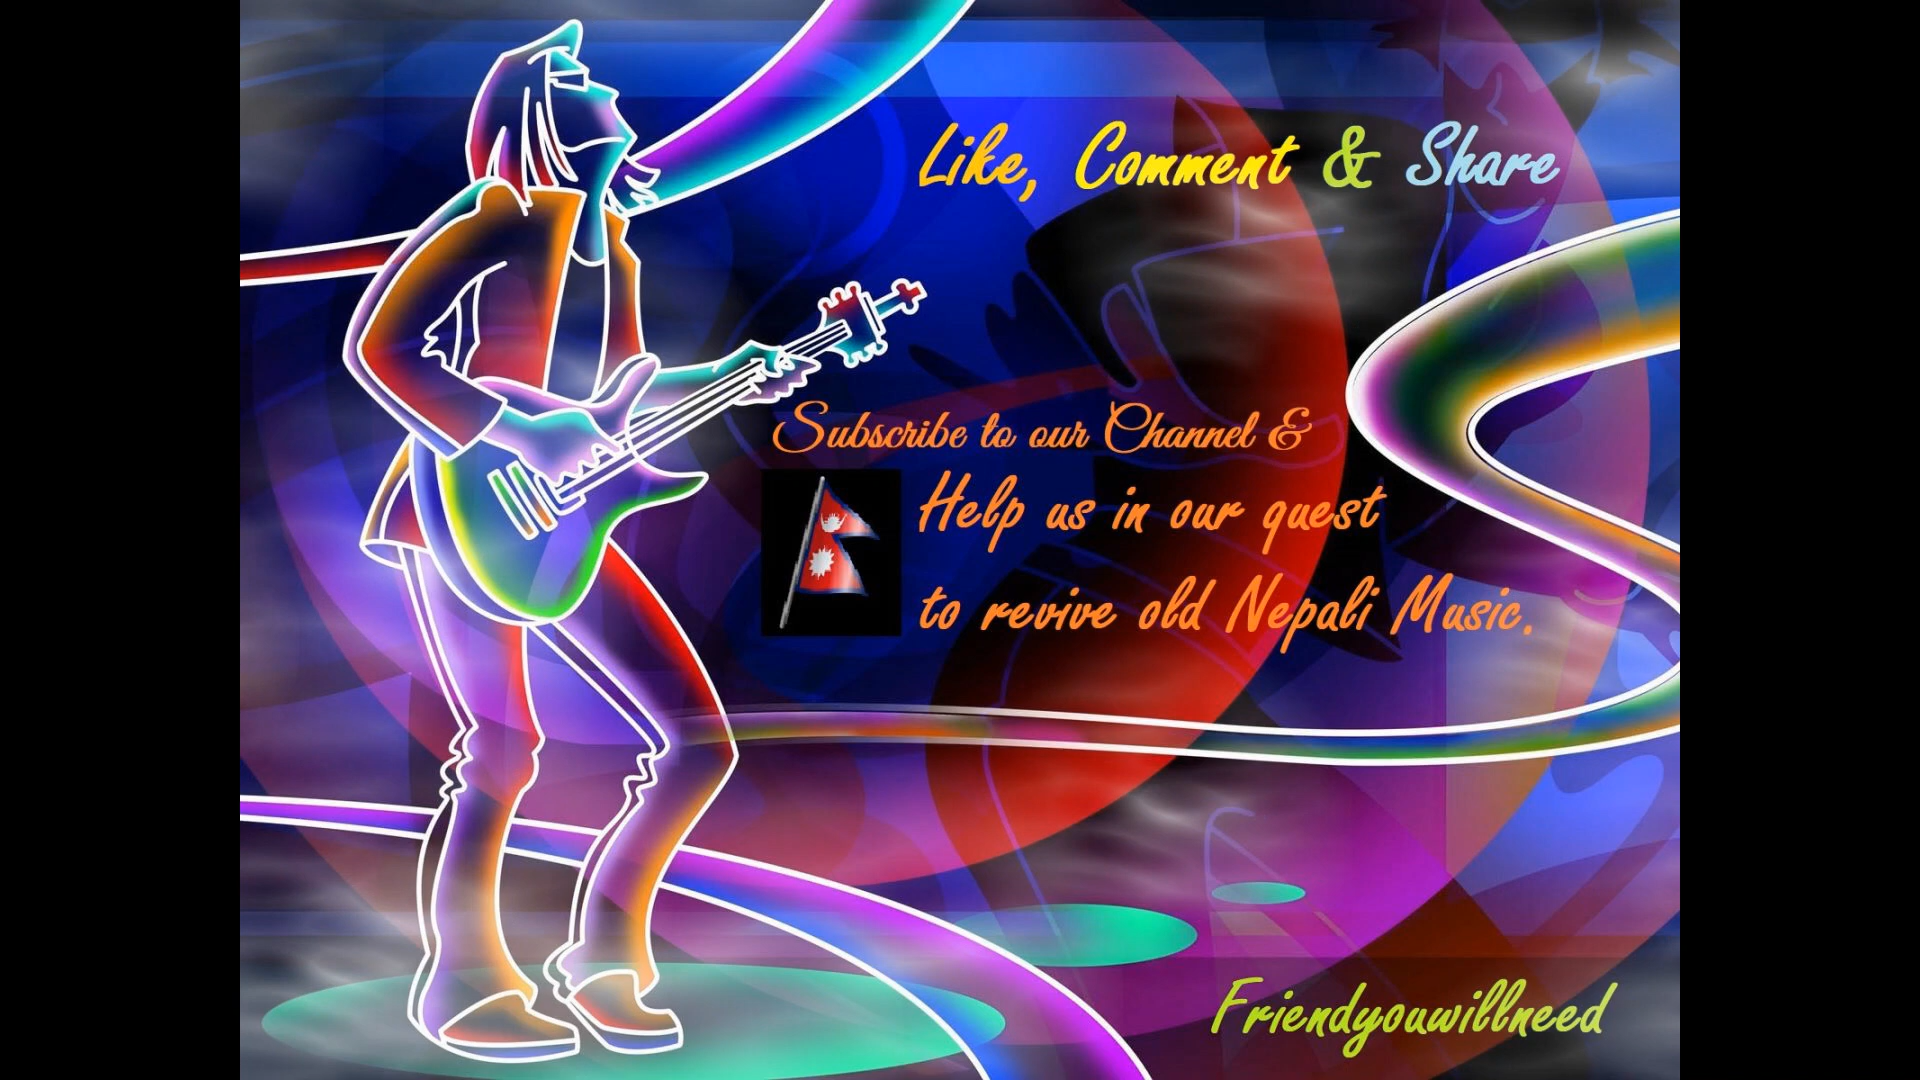 Like, Comment & Share
Subscribe to our Channel &
Help us in our quest
to revive old Nepali Music.
Friendyouwillneed